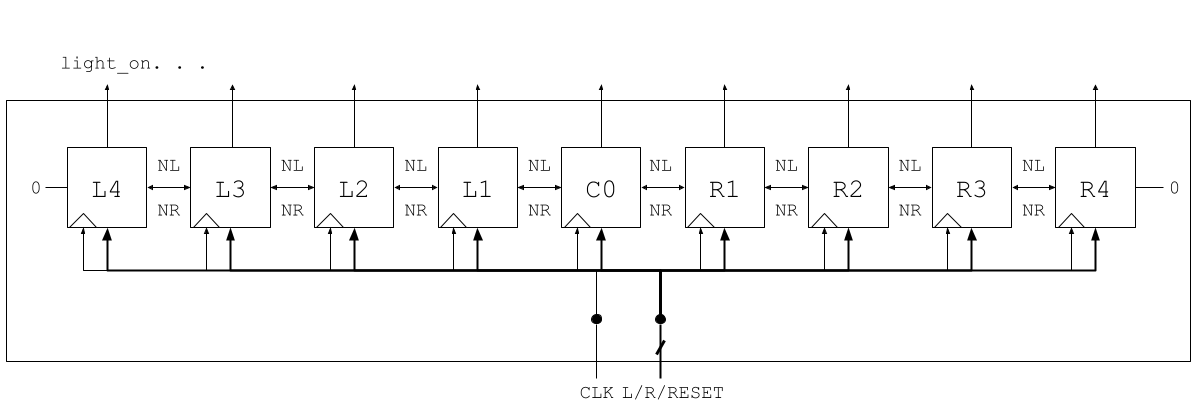 light_on. . .
NL NL NL NL NL NL NL NL
0 L4 L3 L2 L1 C0 R1 R2 R3 R4 0
NR NR NR NR NR NR NR NR
CLK L/R/RESET